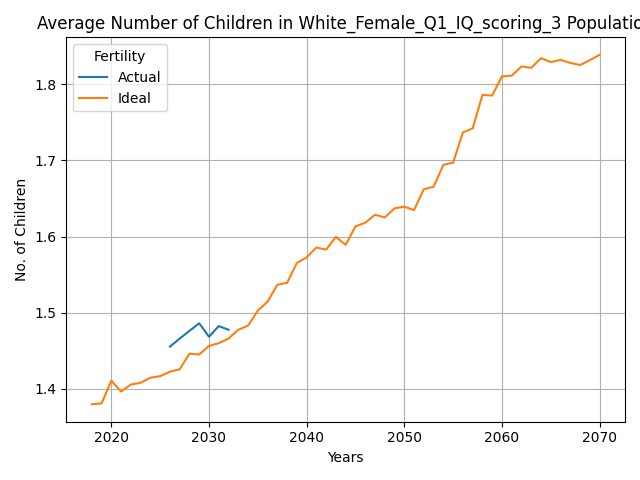 Average Number of Children in White_Female_Q1_IQ_scoring_3 Populatio
Fertility
Actual
Ideal
1.8
1.7
1.6
1.5
1.4
No. of Children
2020 2030 2040 2050 2060 2070
Years